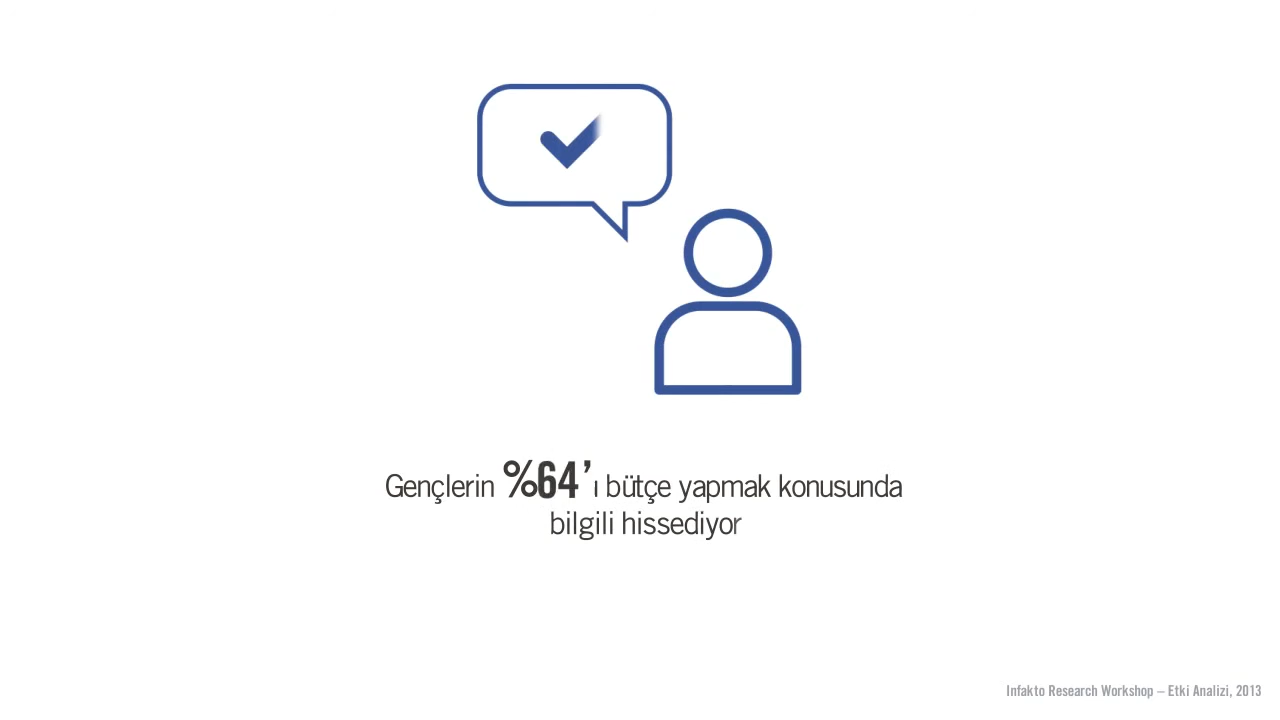 Gençlerin %64’ı bütçe yapmak konusunda
bilgili hissediyor
Infakto Research Workshop – Etki Analizi, 2013